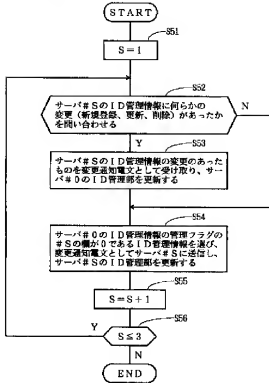 START
S51
S=1
S52
サーバ#SのID管理情報に何らかの
変更(新規登録、更新、削除)があったか
を問い合わせる
N
Y
S53
サーバ#SのID管理情報の変更のあった
ものを変更通知電文として受け取り、サー
バ#0のID管理部を更新する
S54
サーバ#0のID管理情報の管理フラグの
#Sの欄が0であるID管理情報を選び、
変更通知電文としてサーバ#Sに送信し、
サーバ#SのID管理部を更新する
S55
S=S+1
S56
Y
S≤3
N
END